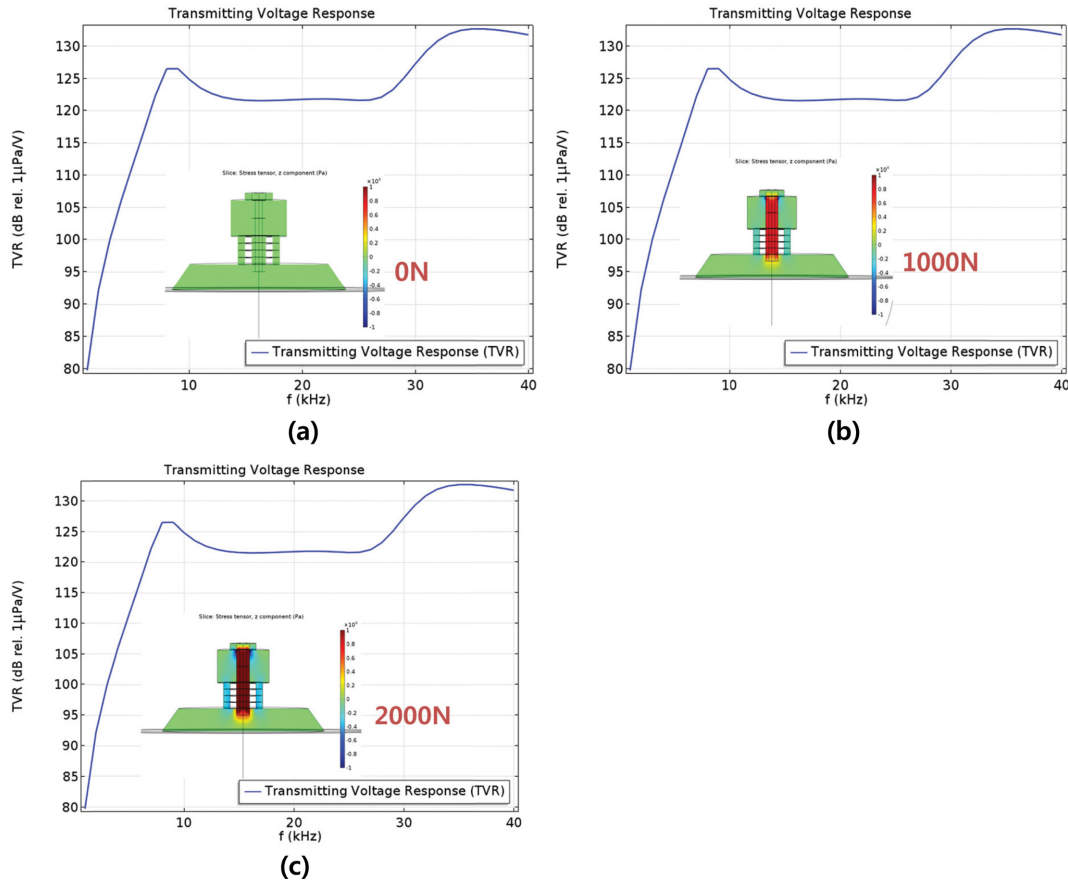 Transmitting Voltage Response
TVR (dB rel. 1μPa/V)
130
125
120
115
110
105
100
95
90
85
80
Slice: Stress tensor, z component (Pa)
1
0.8
0.6
0.4
0.2
0
-0.2
-0.4
-0.6
-0.8
-1
0N
Transmitting Voltage Response (TVR)
10 20 30 40
f (kHz)
(a)
Transmitting Voltage Response
TVR (dB rel. 1μPa/V)
130
125
120
115
110
105
100
95
90
85
80
Slice: Stress tensor, z component (Pa)
1
0.8
0.6
0.4
0.2
0
-0.2
-0.4
-0.6
-0.8
-1
1000N
Transmitting Voltage Response (TVR)
10 20 30 40
f (kHz)
(b)
Transmitting Voltage Response
TVR (dB rel. 1μPa/V)
130
125
120
115
110
105
100
95
90
85
80
Slice: Stress tensor, z component (Pa)
1
0.8
0.6
0.4
0.2
0
-0.2
-0.4
-0.6
-0.8
-1
2000N
Transmitting Voltage Response (TVR)
10 20 30 40
f (kHz)
(c)